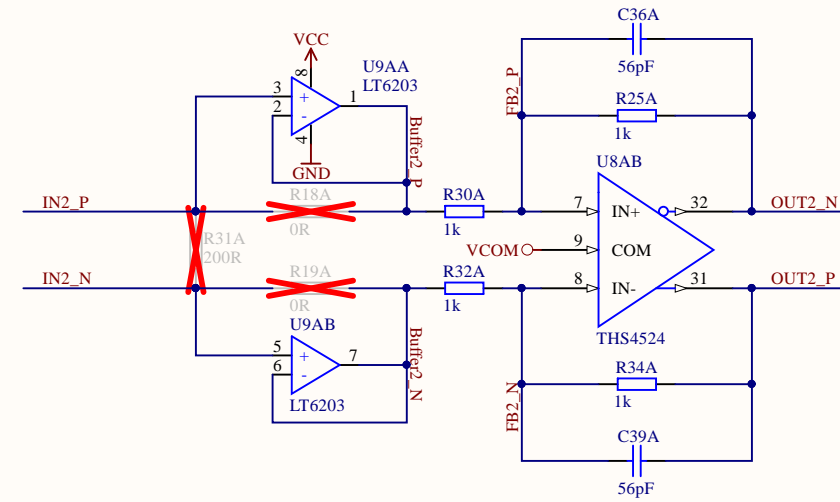 C36A
56pF
VCC
U9AA
LT6203
8
3
+
1
2
-
4
GND
FB2_P
R25A
1k
Buffer2_P
U8AB
IN2_P
R18A
0R
R30A
1k
7
IN+
32
OUT2_N
R31A
200R
VCOM
9
COM
IN2_N
R19A
0R
R32A
1k
8
IN-
31
OUT2_P
U9AB
5
+
7
6
-
LT6203
Buffer2_N
THS4524
FB2_N
R34A
1k
C39A
56pF